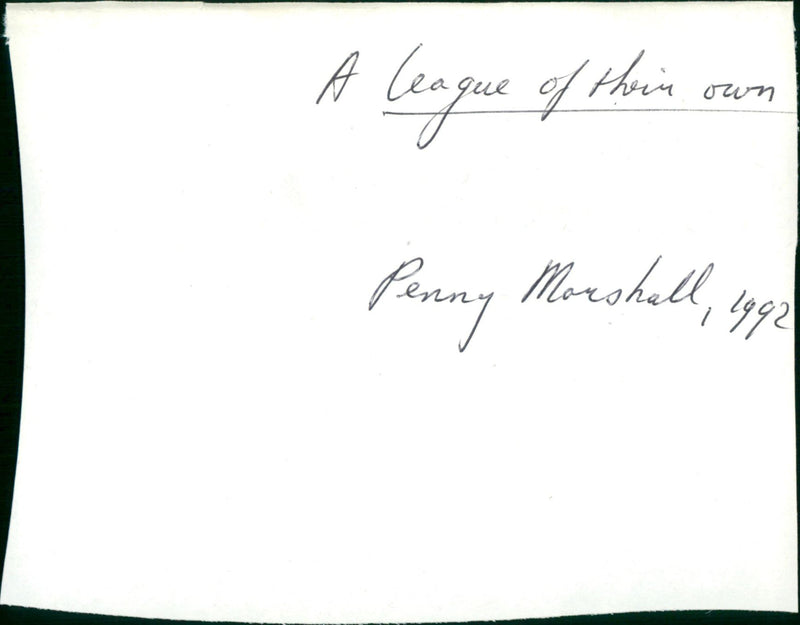 A League of their own
Penny Marshall, 1992